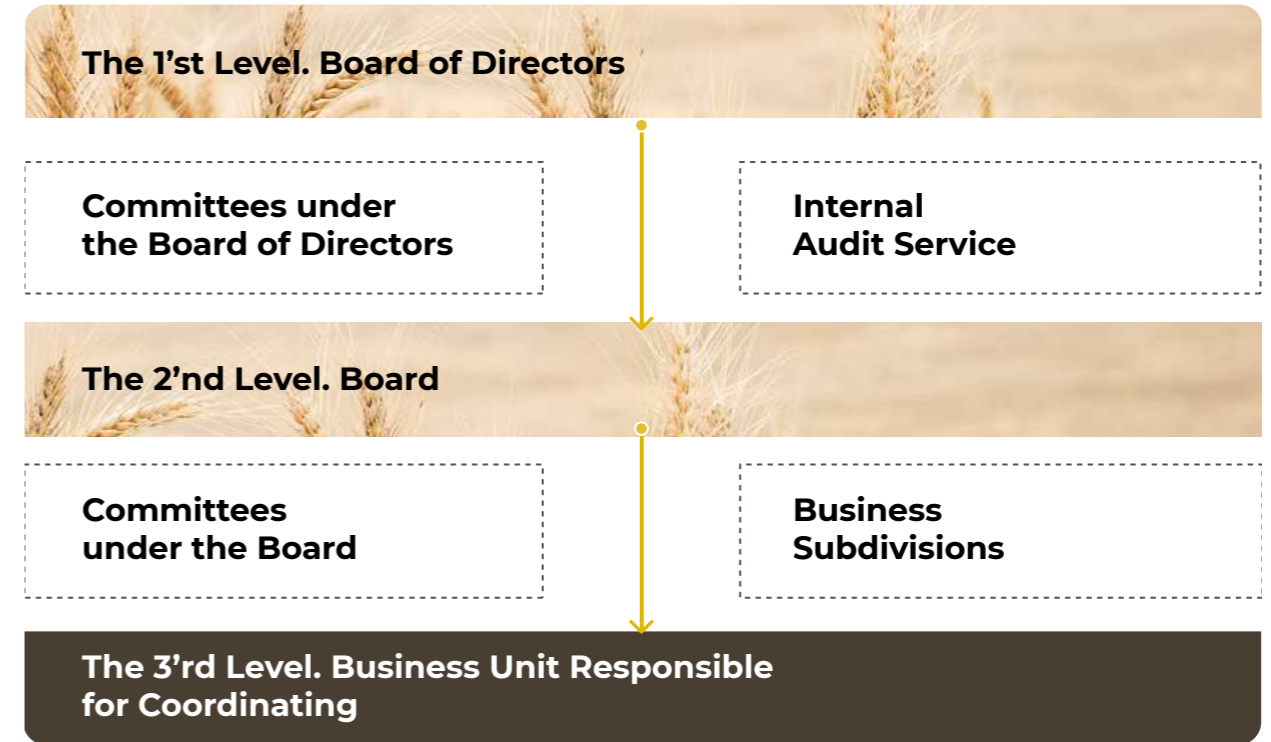 The 1’st Level. Board of Directors
Committees under
the Board of Directors
Internal
Audit Service
The 2’nd Level. Board
Committees
under the Board
Business
Subdivisions
The 3’rd Level. Business Unit Responsible
for Coordinating